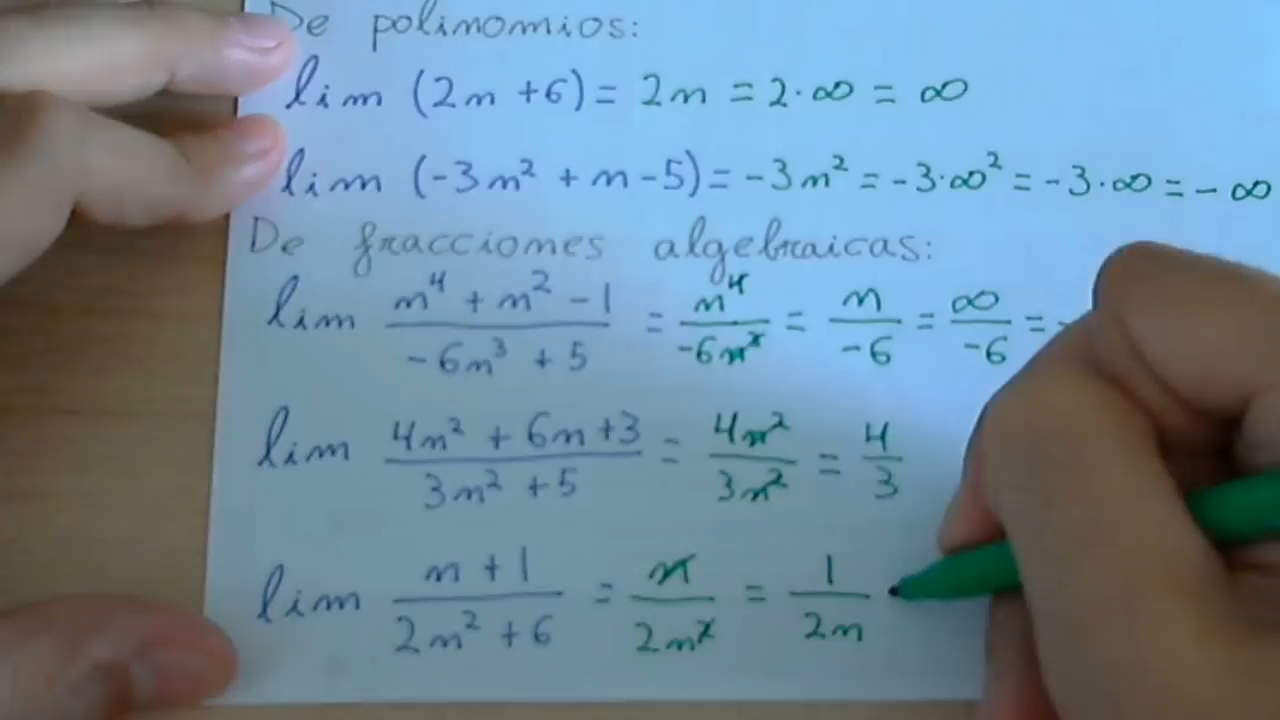 De polinomios:
lim (2n + 6) = 2n = 2·∞ = ∞
lim (-3n² + n - 5) = -3n² = -3·∞² = -3·∞ = -∞
De fracciones algebraicas:
lim (n⁴ + n² - 1)/(-6n³ + 5) = n⁴/(-6n³) = n/(-6) = ∞/(-6) = -
lim (4n² + 6n + 3)/(3n² + 5) = 4n²/3n² = 4/3
lim (n + 1)/(2n² + 6) = n/2n² = 1/2n